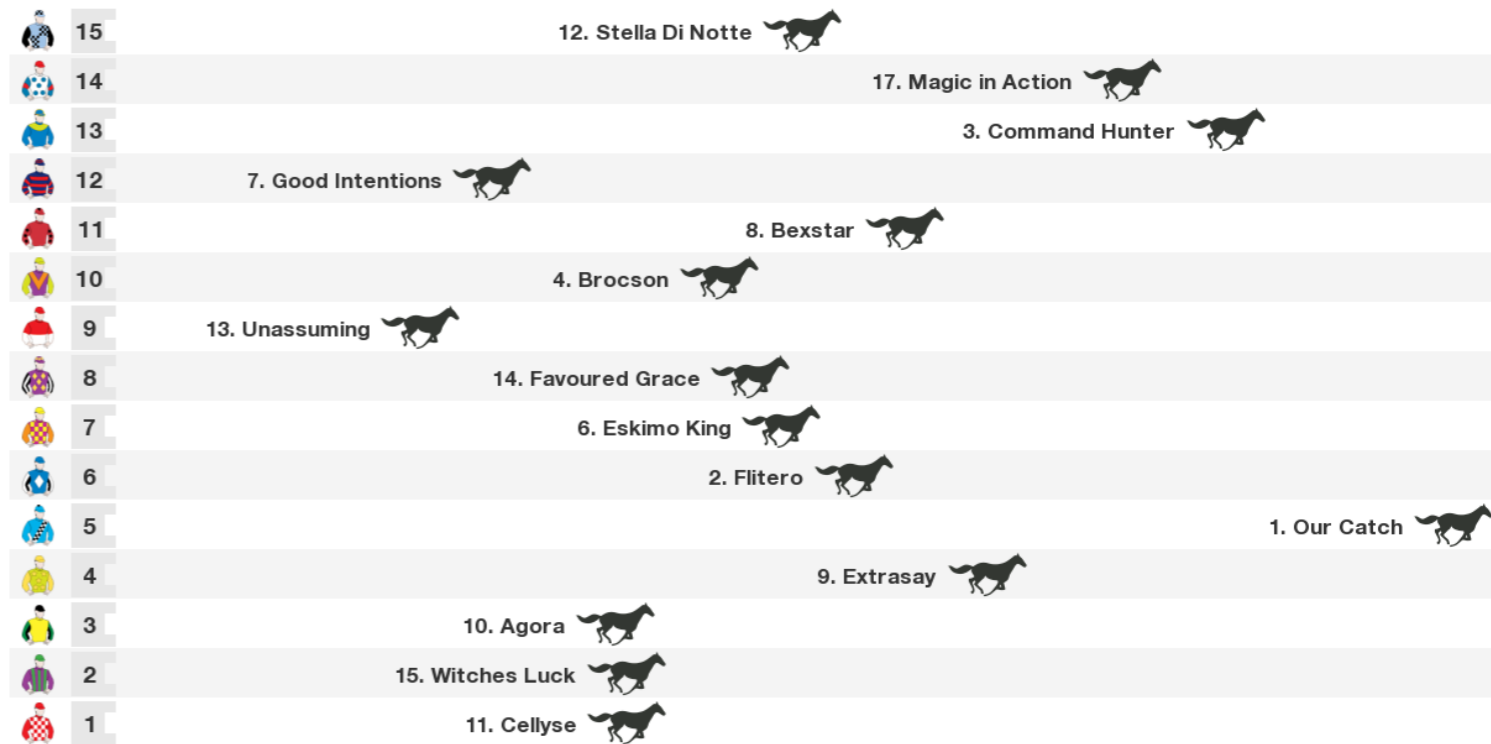 15 12. Stella Di Notte
14 17. Magic in Action
13 3. Command Hunter
12 7. Good Intentions
11 8. Bexstar
10 4. Brocson
9 13. Unassuming
8 14. Favoured Grace
7 6. Eskimo King
6 2. Flitero
5 1. Our Catch
4 9. Extrasay
3 10. Agora
2 15. Witches Luck
1 11. Cellyse